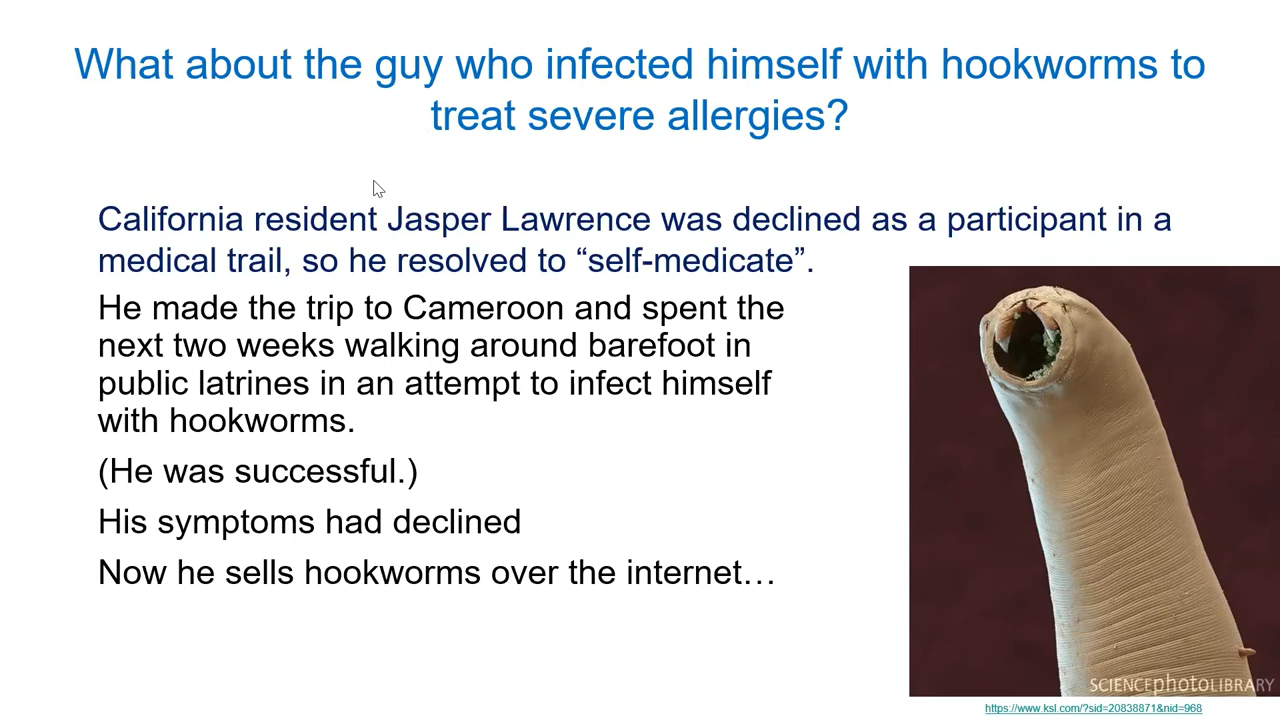 What about the guy who infected himself with hookworms to
treat severe allergies?
California resident Jasper Lawrence was declined as a participant in a
medical trail, so he resolved to “self-medicate”.
He made the trip to Cameroon and spent the
next two weeks walking around barefoot in
public latrines in an attempt to infect himself
with hookworms.
(He was successful.)
His symptoms had declined
Now he sells hookworms over the internet…
SCIENCEphotoLIBRARY
https://www.ksl.com/?sid=20838871&nid=968